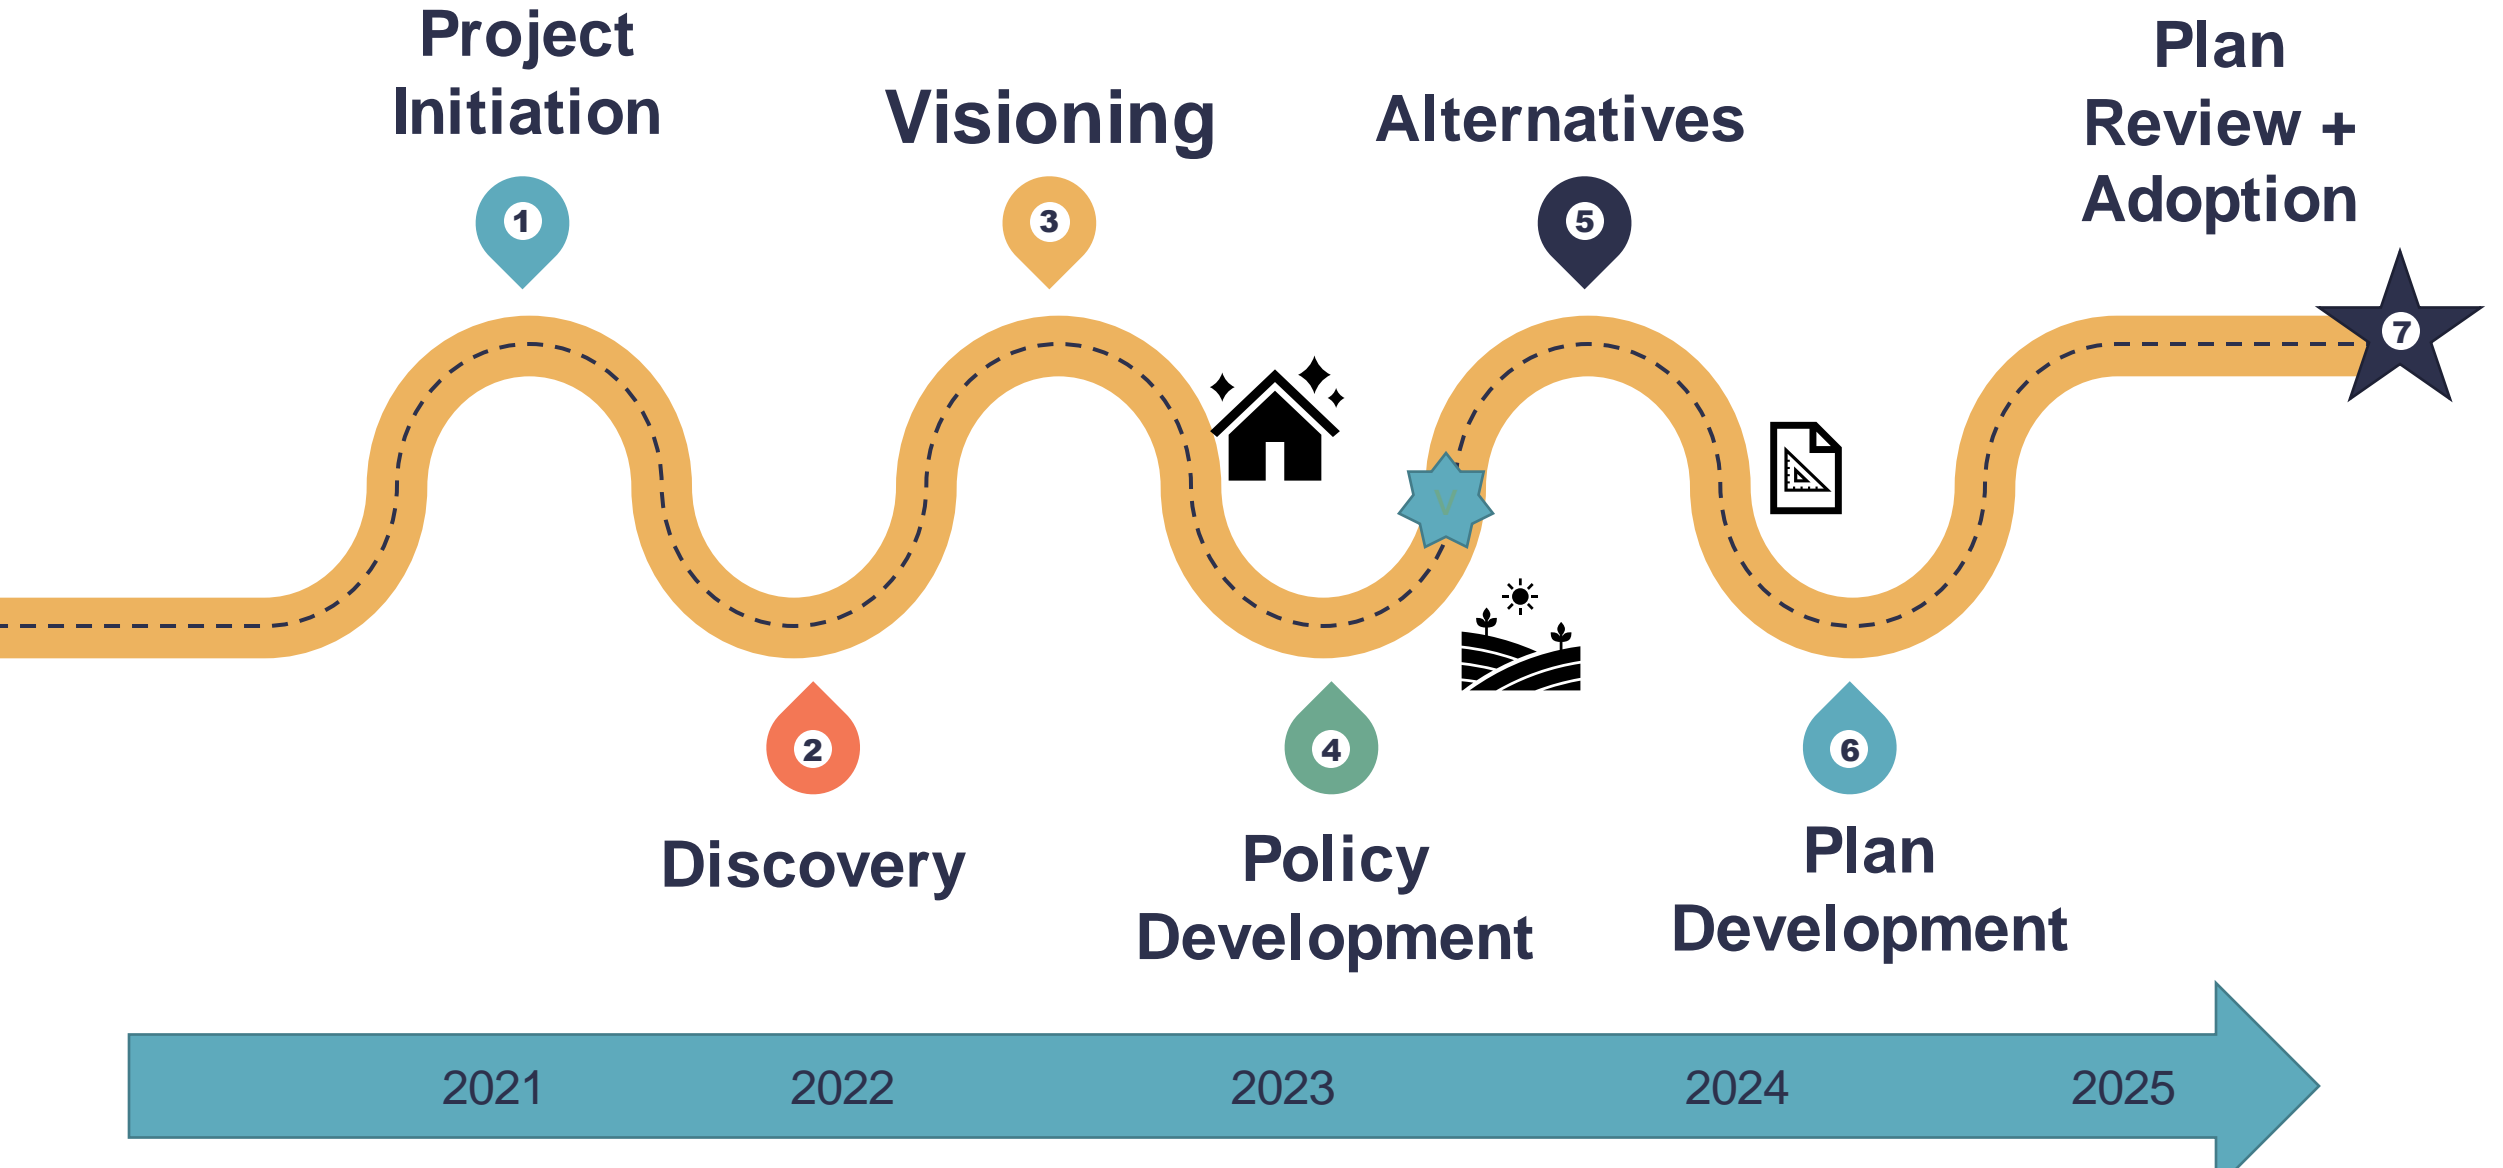 Project
Initiation
1
Visioning
3
Alternatives
5
Plan
Review +
Adoption
7
V
2
Discovery
4
Policy
Development
6
Plan
Development
2021
2022
2023
2024
2025